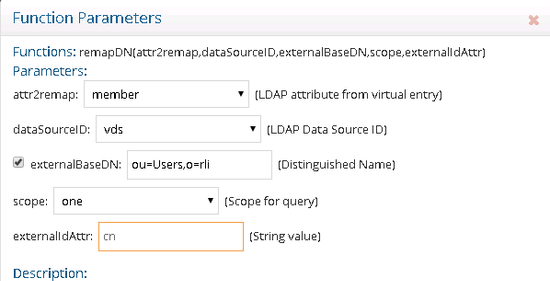 Function Parameters
Functions: remapDN(attr2remap,dataSourceID,externalBaseDN,scope,externalIdAttr)
Parameters:
attr2remap: member (LDAP attribute from virtual entry)
dataSourceID: vds (LDAP Data Source ID)
externalBaseDN: ou=Users,o=rli (Distinguished Name)
scope: one (Scope for query)
externalIdAttr: cn (String value)
Description: